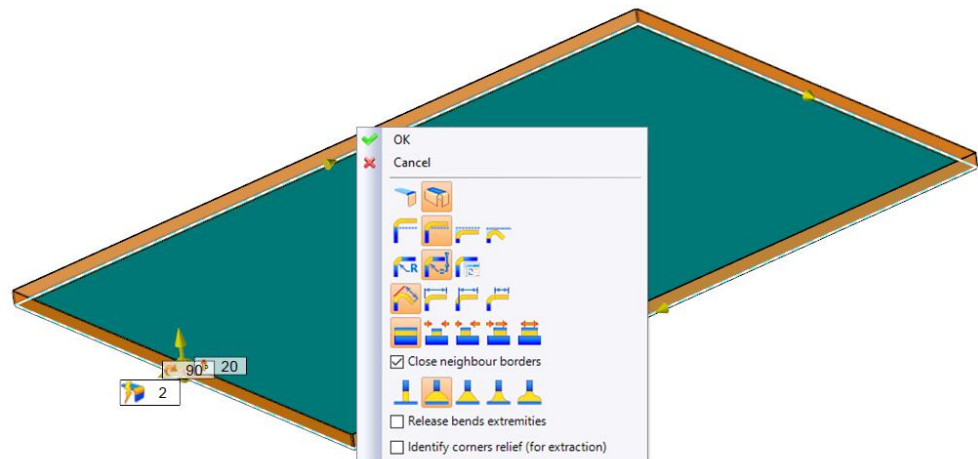 OK
Cancel
R
90° 20
Close neighbour borders
2
Release bends extremities
Identify corners relief (for extraction)